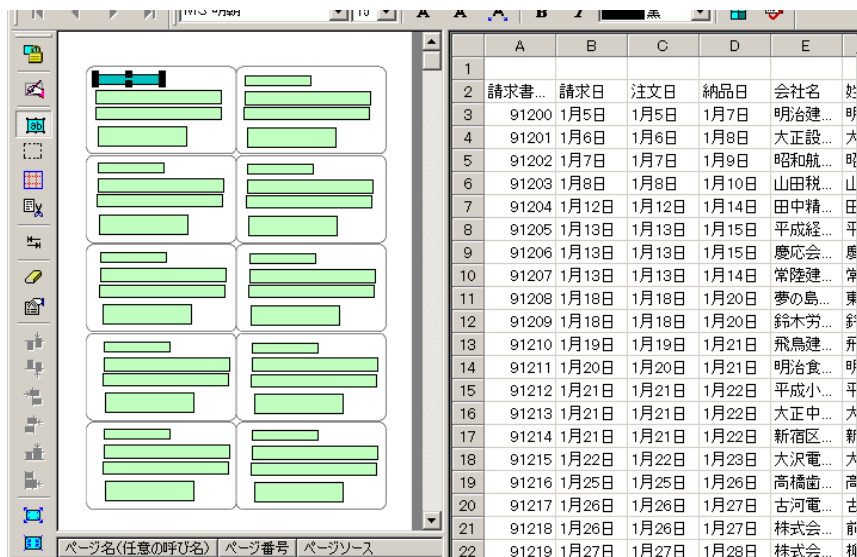 黒
A B C D E
1
2 請求書... 請求日 注文日 納品日 会社名
3 91200 1月5日 1月5日 1月7日 明治建...
4 91201 1月6日 1月6日 1月8日 大正設...
5 91202 1月7日 1月7日 1月9日 昭和航...
6 91203 1月8日 1月8日 1月10日 山田税...
7 91204 1月12日 1月12日 1月14日 田中精...
8 91205 1月13日 1月13日 1月15日 平成経...
9 91206 1月13日 1月13日 1月15日 慶応会...
10 91207 1月13日 1月13日 1月14日 常陸建...
11 91208 1月18日 1月18日 1月20日 夢の島...
12 91209 1月18日 1月18日 1月20日 鈴木労...
13 91210 1月19日 1月19日 1月21日 飛鳥建...
14 91211 1月20日 1月20日 1月21日 明治食...
15 91212 1月21日 1月21日 1月22日 平成小...
16 91213 1月21日 1月21日 1月22日 大正中...
17 91214 1月21日 1月21日 1月22日 新宿区...
18 91215 1月22日 1月22日 1月23日 大沢電...
19 91216 1月25日 1月25日 1月26日 高橋歯...
20 91217 1月26日 1月26日 1月27日 古河電...
21 91218 1月26日 1月26日 1月27日 株式会...
22 91219 1月27日 1月27日 1月28日 株式会...
ページ名(任意の呼び名) ページ番号 ページソース